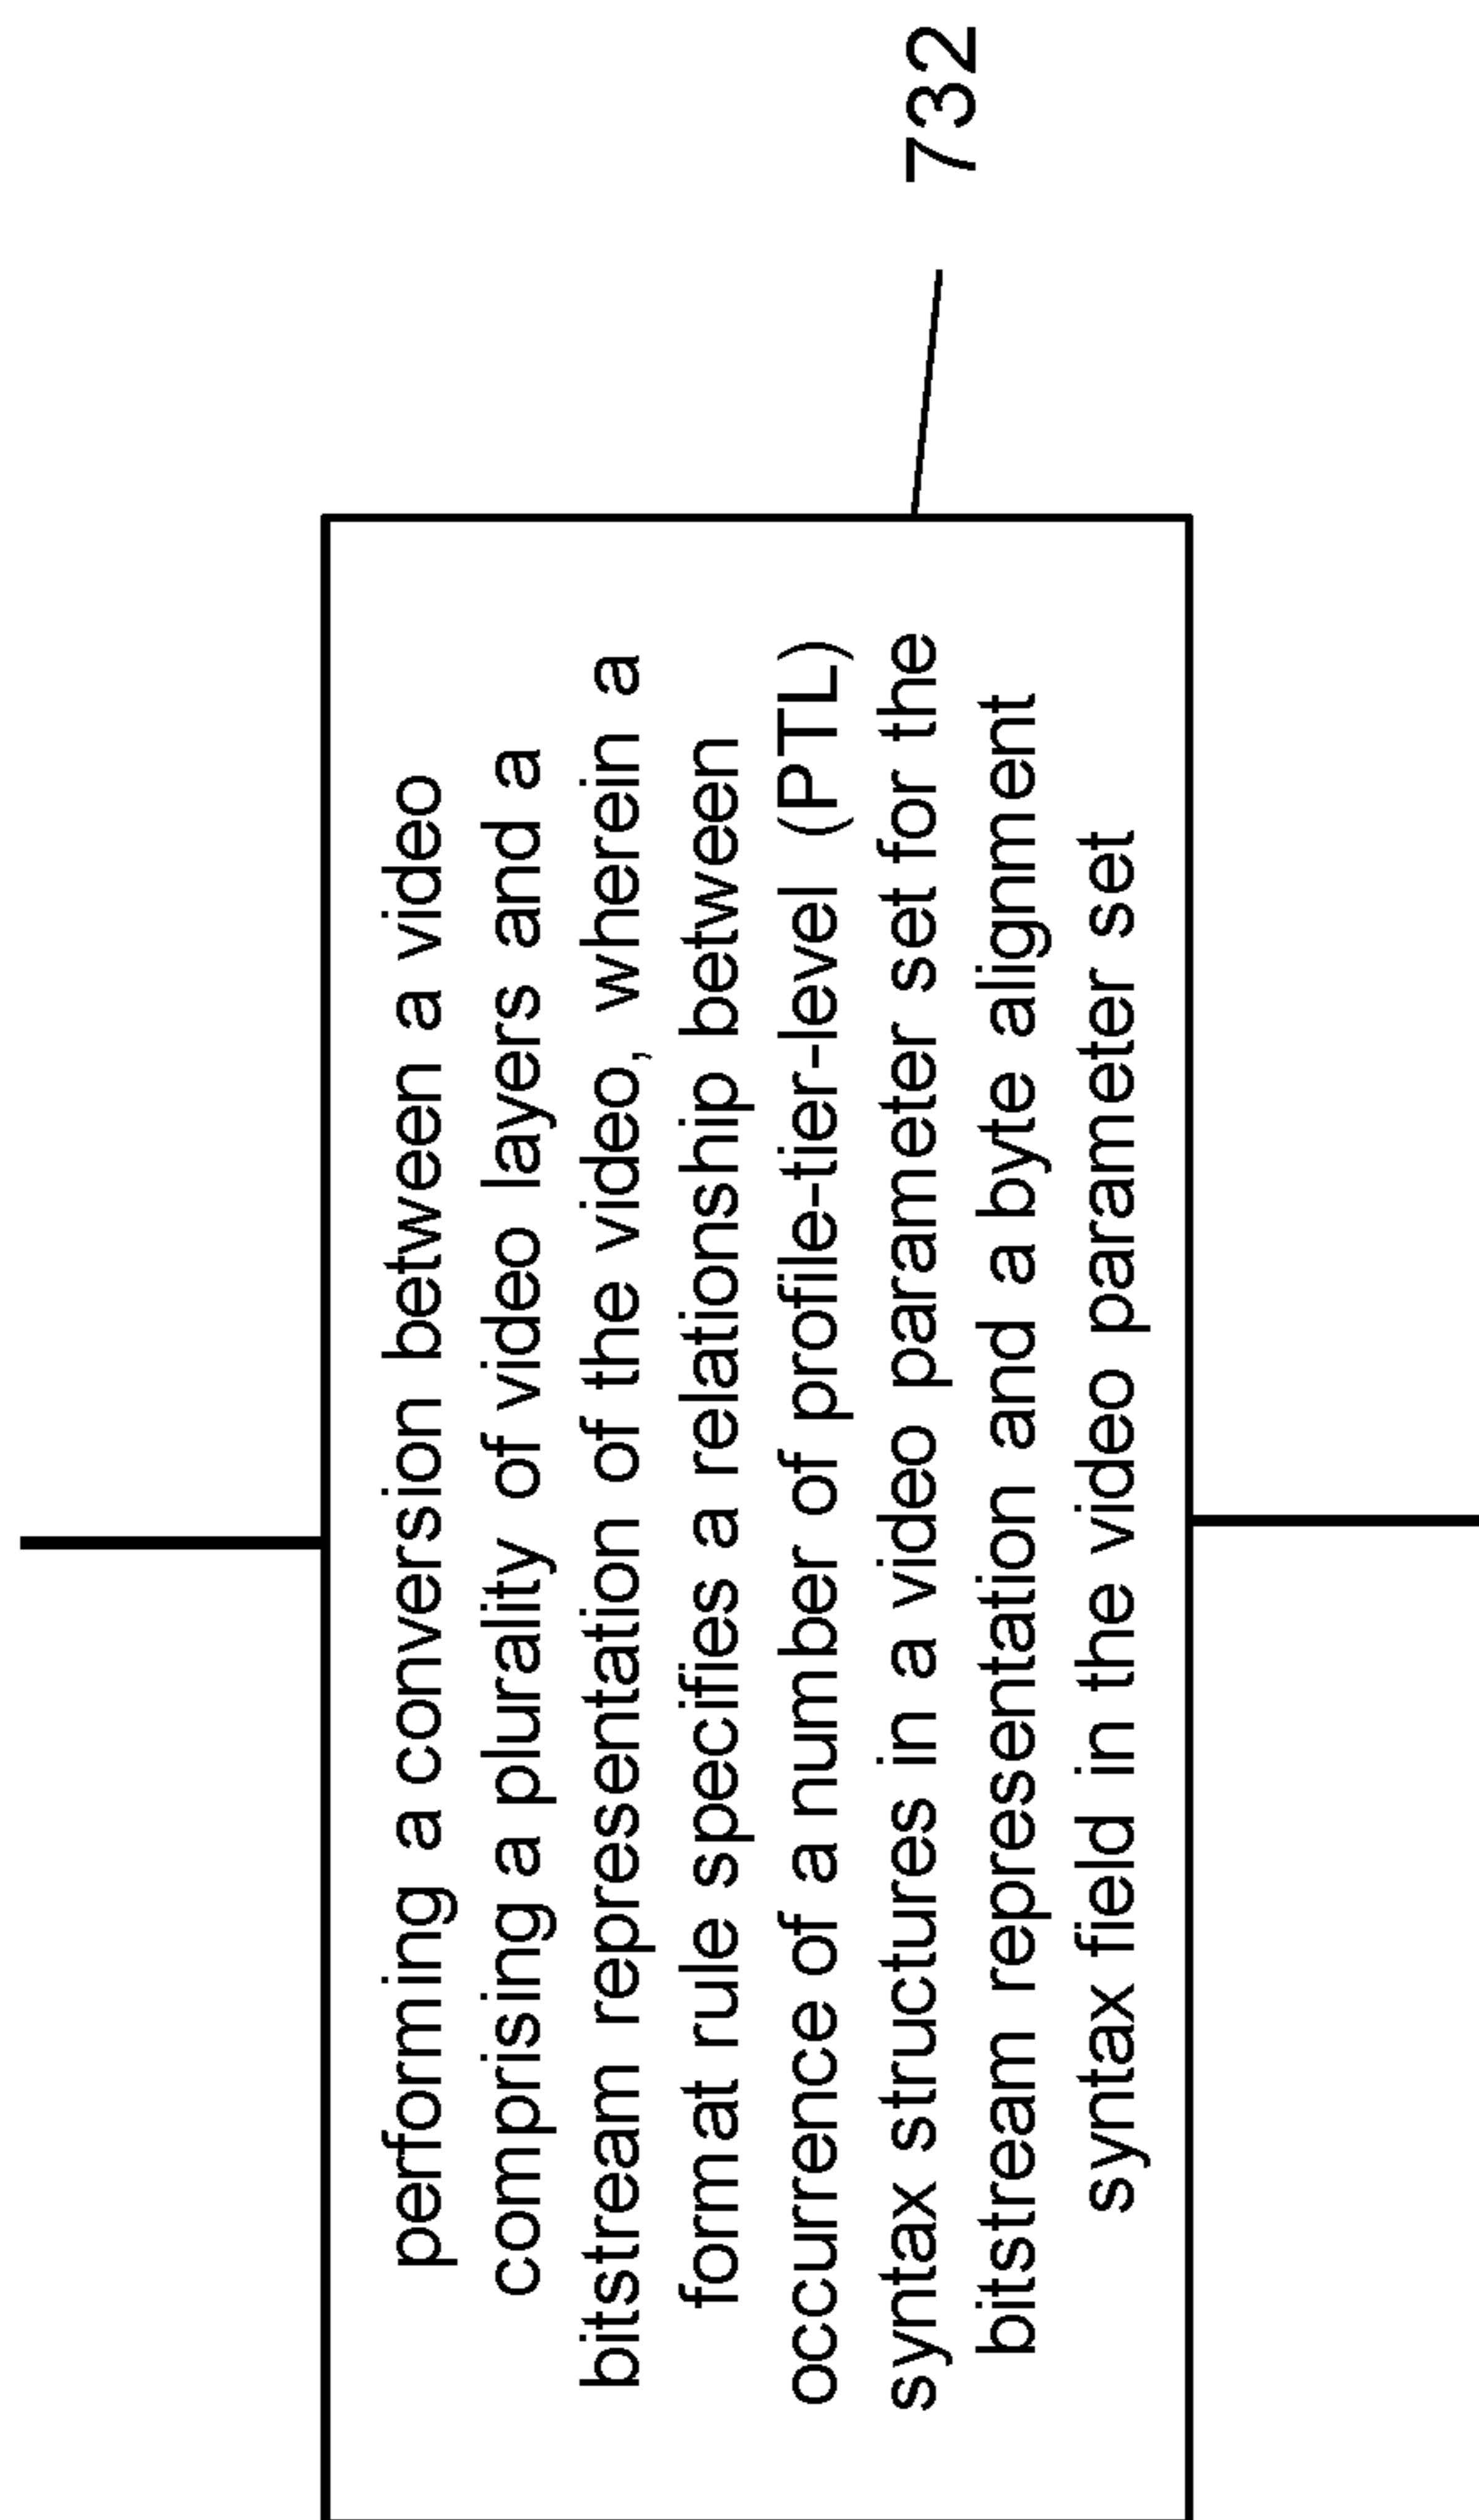 performing a conversion between a video
comprising a plurality of video layers and a
bitstream representation of the video, wherein a
format rule specifies a relationship between
occurrence of a number of profile-tier-level (PTL)
syntax structures in a video parameter set for the
bitstream representation and a byte alignment
syntax field in the video parameter set
732